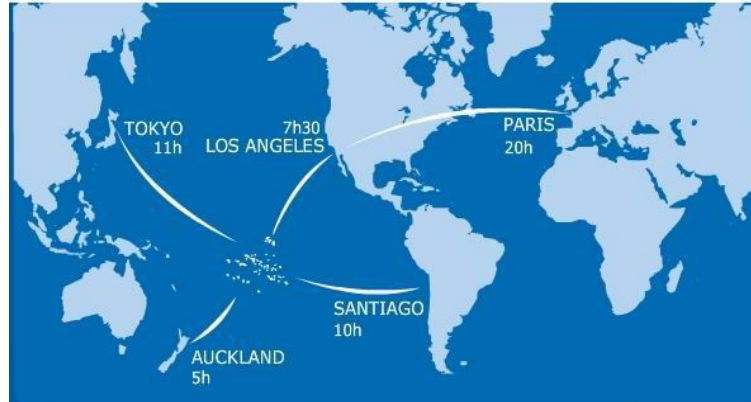 TOKYO
11h
7h30
LOS ANGELES
PARIS
20h
SANTIAGO
10h
AUCKLAND
5h